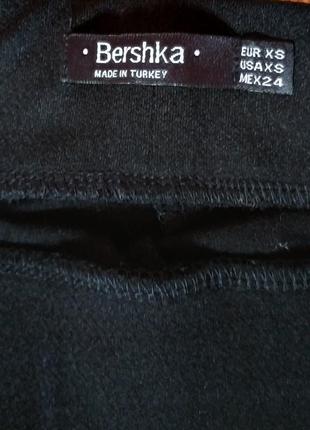 • Bershka •
MADE IN TURKEY
EUR XS
USA XS
MEX 24